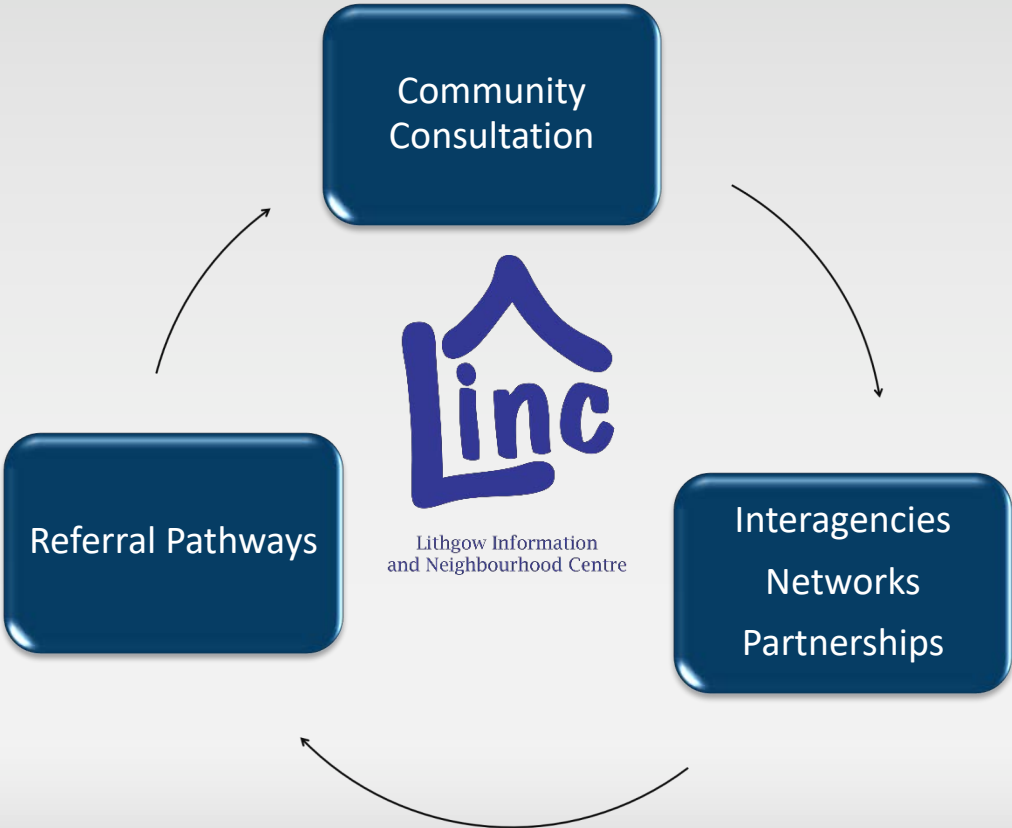 Community
Consultation
Linc
Lithgow Information
and Neighbourhood Centre
Referral Pathways
Interagencies
Networks
Partnerships